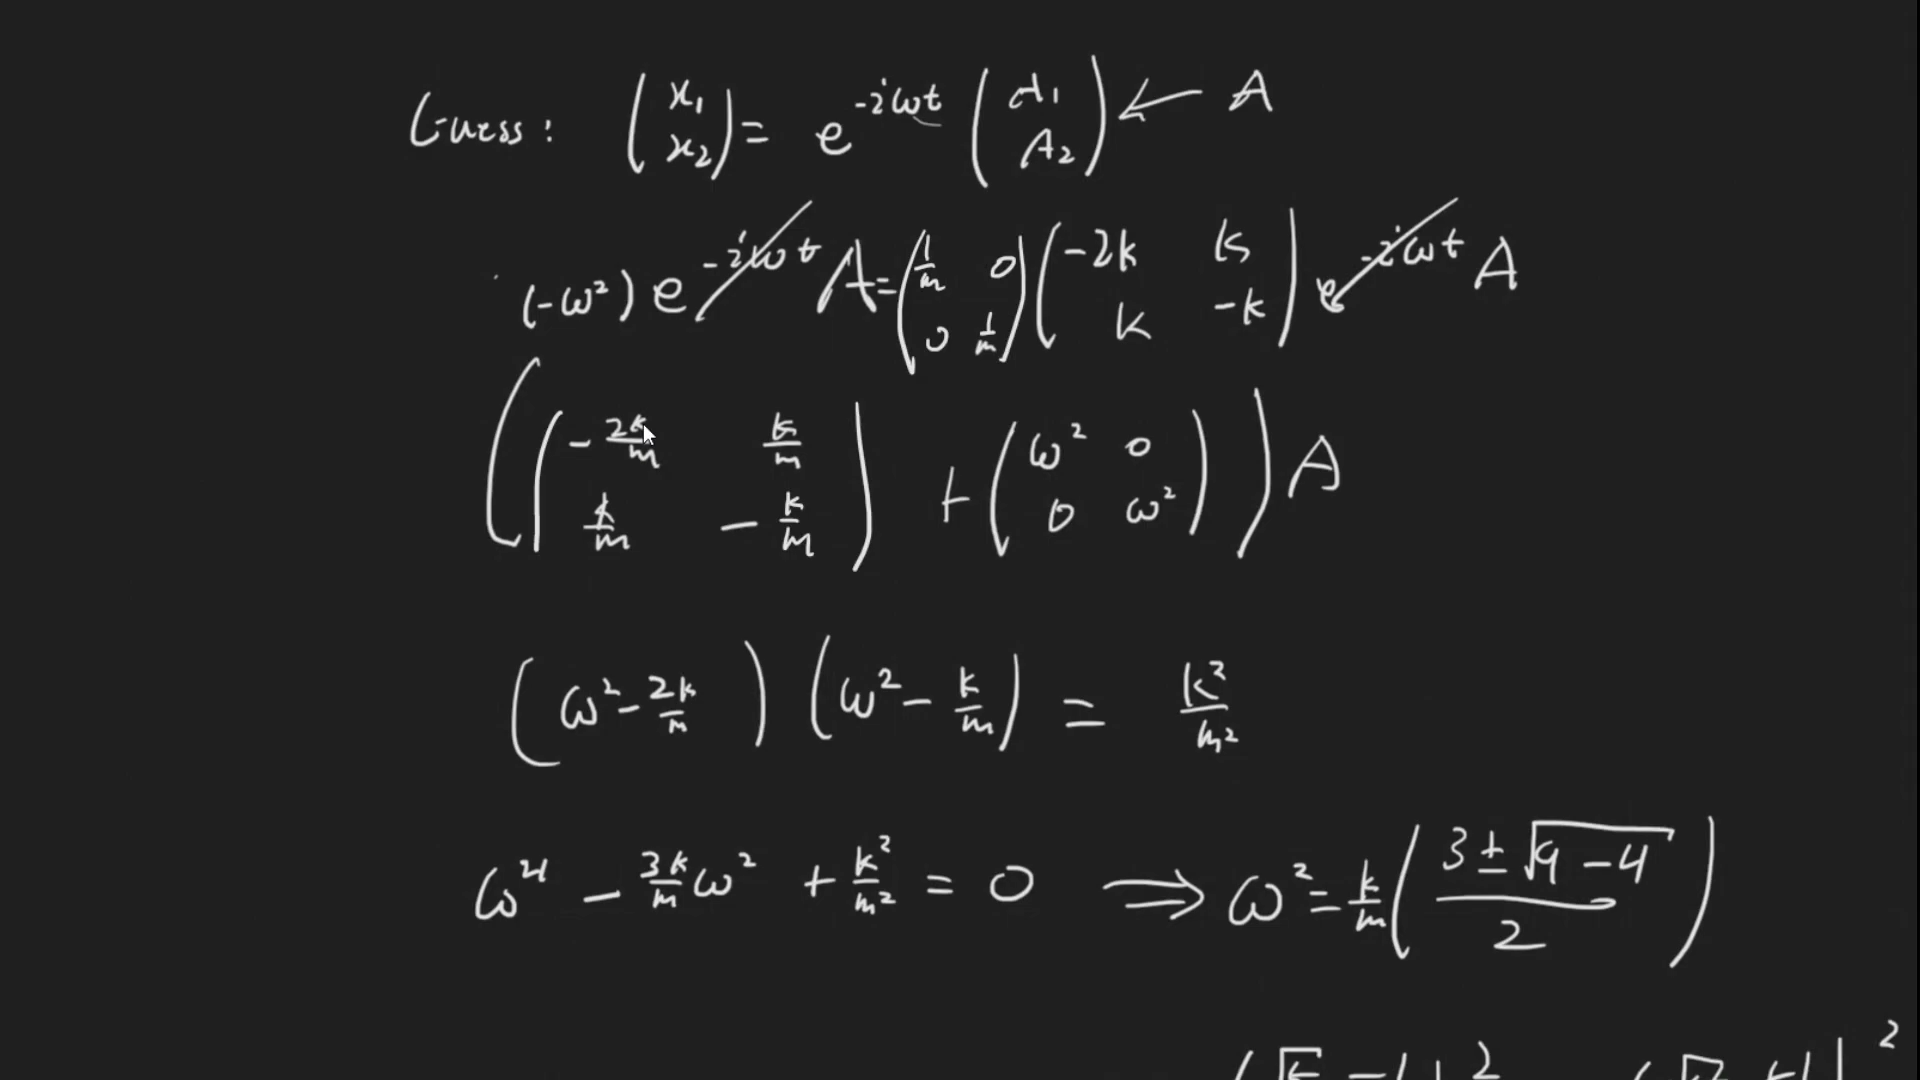 Guess: (x₁ x₂) = e^{-iωt} (A₁ A₂) ← A
(-ω²) e^{-iωt} A = (1/m 0 0 1/m) (-2k k k -k) e^{-iωt} A
((-2k/m k/m k/m -k/m) + (ω² 0 0 ω²)) A
(ω² - 2k/m) (ω² - k/m) = k²/m²
ω⁴ - 3k/m ω² + k²/m² = 0 ⇒ ω² = k/m ((3 ± √(9 - 4))/2)